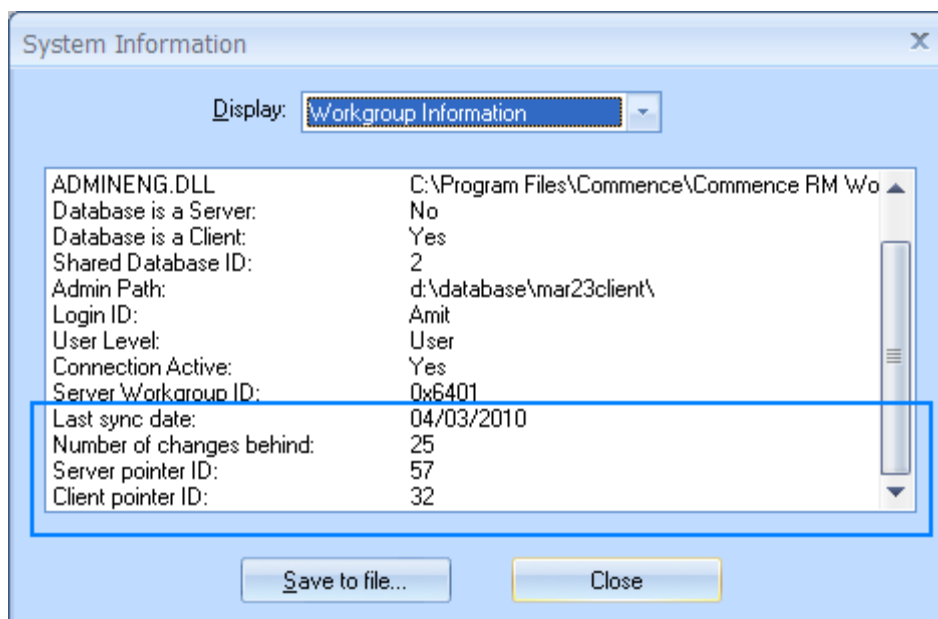 System Information
Display: Workgroup Information
ADMINENG.DLL C:\Program Files\Commence\Commence RM Wo
Database is a Server: No
Database is a Client: Yes
Shared Database ID: 2
Admin Path: d:\database\mar23client\
Login ID: Amit
User Level: User
Connection Active: Yes
Server Workgroup ID: 0x6401
Last sync date: 04/03/2010
Number of changes behind: 25
Server pointer ID: 57
Client pointer ID: 32
Save to file... Close